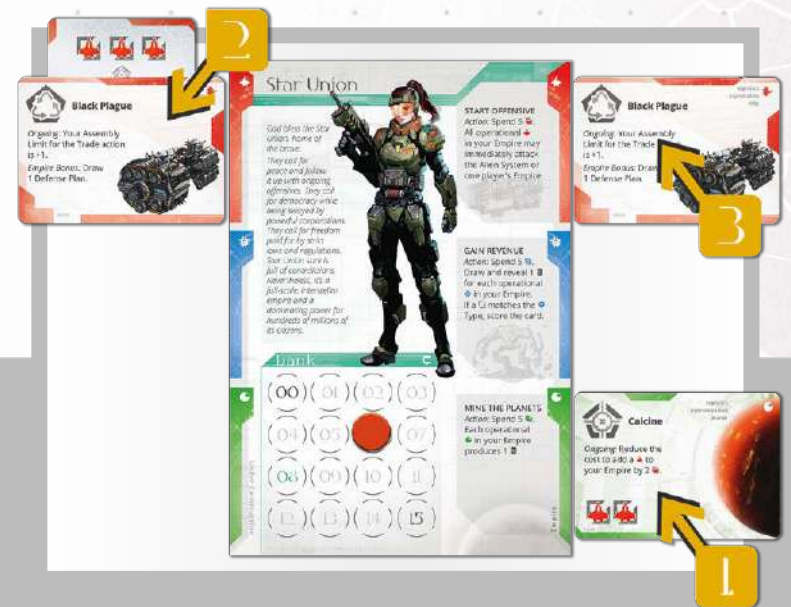 2
Black Plague
Ongoing: Your Assembly
Limit for the Trade action
is +1.
Empire Bonus: Draw
1 Defense Plan.
Star Union
God bless the Star
Union, home of
the brave.
They call for
peace and follow
it up with ongoing
offensives. They call
for democracy while
being swayed by
powerful corporations.
They call for freedom
paid for by strict
laws and regulations.
Star Union sure is
full of contradictions.
Nevertheless, it's a
full-scale, interstellar
empire and a
dominating power for
hundreds of millions of
its citizens.
START OFFENSIVE
Action: Spend 5
All operational
in your Empire may
immediately attack
the Alien System or
one player's Empire
GAIN REVENUE
Action: Spend 5
Draw and reveal 1
for each operational
in your Empire.
If a matches the
Type, score the card.
MINE THE PLANETS
Action: Spend 5
Each operational
in your Empire
produces 1
Bank
00 01 02 03
04 05 07
08 09 10 11
12 13 14 15
Empire
Black Plague
Ongoing: Your Assembly
Limit for the Trade
is +1.
Empire Bonus: Draw
1 Defense Plan.
3
Calcine
Ongoing: Reduce the
cost to add a to
your Empire by 2
1